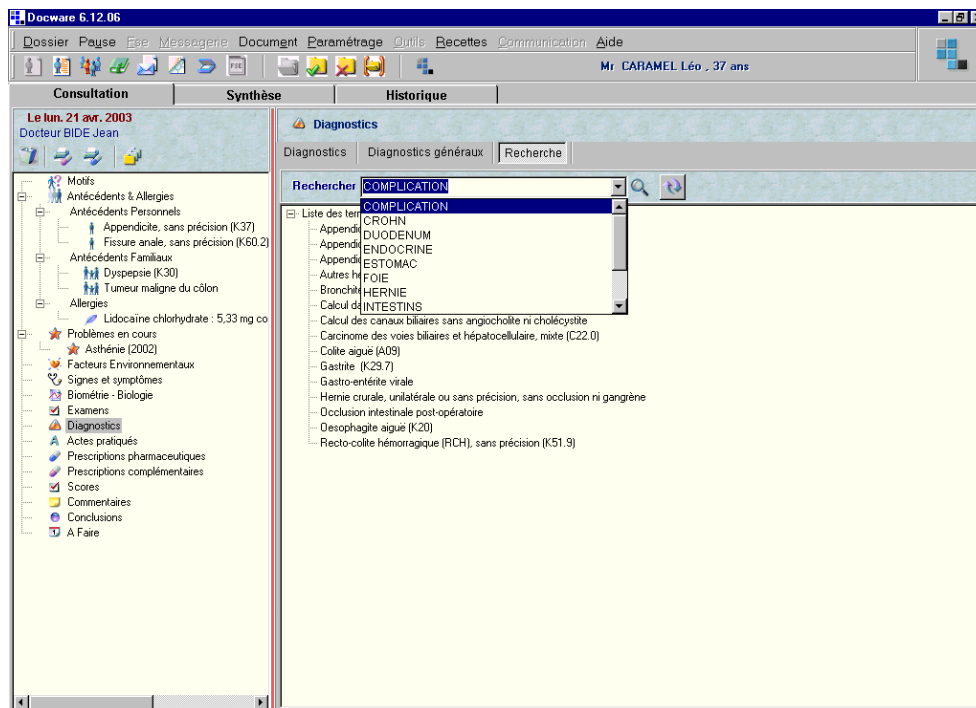 Docware 6.12.06
Dossier Pause Fse Messagerie Document Paramétrage Outils Recettes Communication Aide
FSE
Mr CARAMEL Léo , 37 ans
Consultation Synthèse Historique
Le lun. 21 avr. 2003
Docteur BIDE Jean
Motifs
Antécédents & Allergies
Antécédents Personnels
Appendicite, sans précision (K37)
Fissure anale, sans précision (K60.2)
Antécédents Familiaux
Dyspepsie (K30)
Tumeur maligne du côlon
Allergies
Lidocaïne chlorhydrate : 5,33 mg co
Problèmes en cours
Asthénie (2002)
Facteurs Environnementaux
Signes et symptômes
Biométrie - Biologie
Examens
Diagnostics
Actes pratiqués
Prescriptions pharmaceutiques
Prescriptions complémentaires
Scores
Commentaires
Conclusions
A Faire
Diagnostics
Diagnostics Diagnostics généraux Recherche
Rechercher COMPLICATION
COMPLICATION
CROHN
DUODENUM
ENDOCRINE
ESTOMAC
FOIE
HERNIE
INTESTINS
Liste des ter
Appendic
Appendic
Appendic
Autres he
Bronchite
Calcul da
Calcul des canaux biliaires sans angiocholite ni cholécystite
Carcinome des voies biliaires et hépatocellulaire, mixte (C22.0)
Colite aiguë (A09)
Gastrite (K29.7)
Gastro-entérite virale
Hernie crurale, unilatérale ou sans précision, sans occlusion ni gangrène
Occlusion intestinale post-opératoire
Oesophagite aiguë (K20)
Recto-colite hémorragique (RCH), sans précision (K51.9)